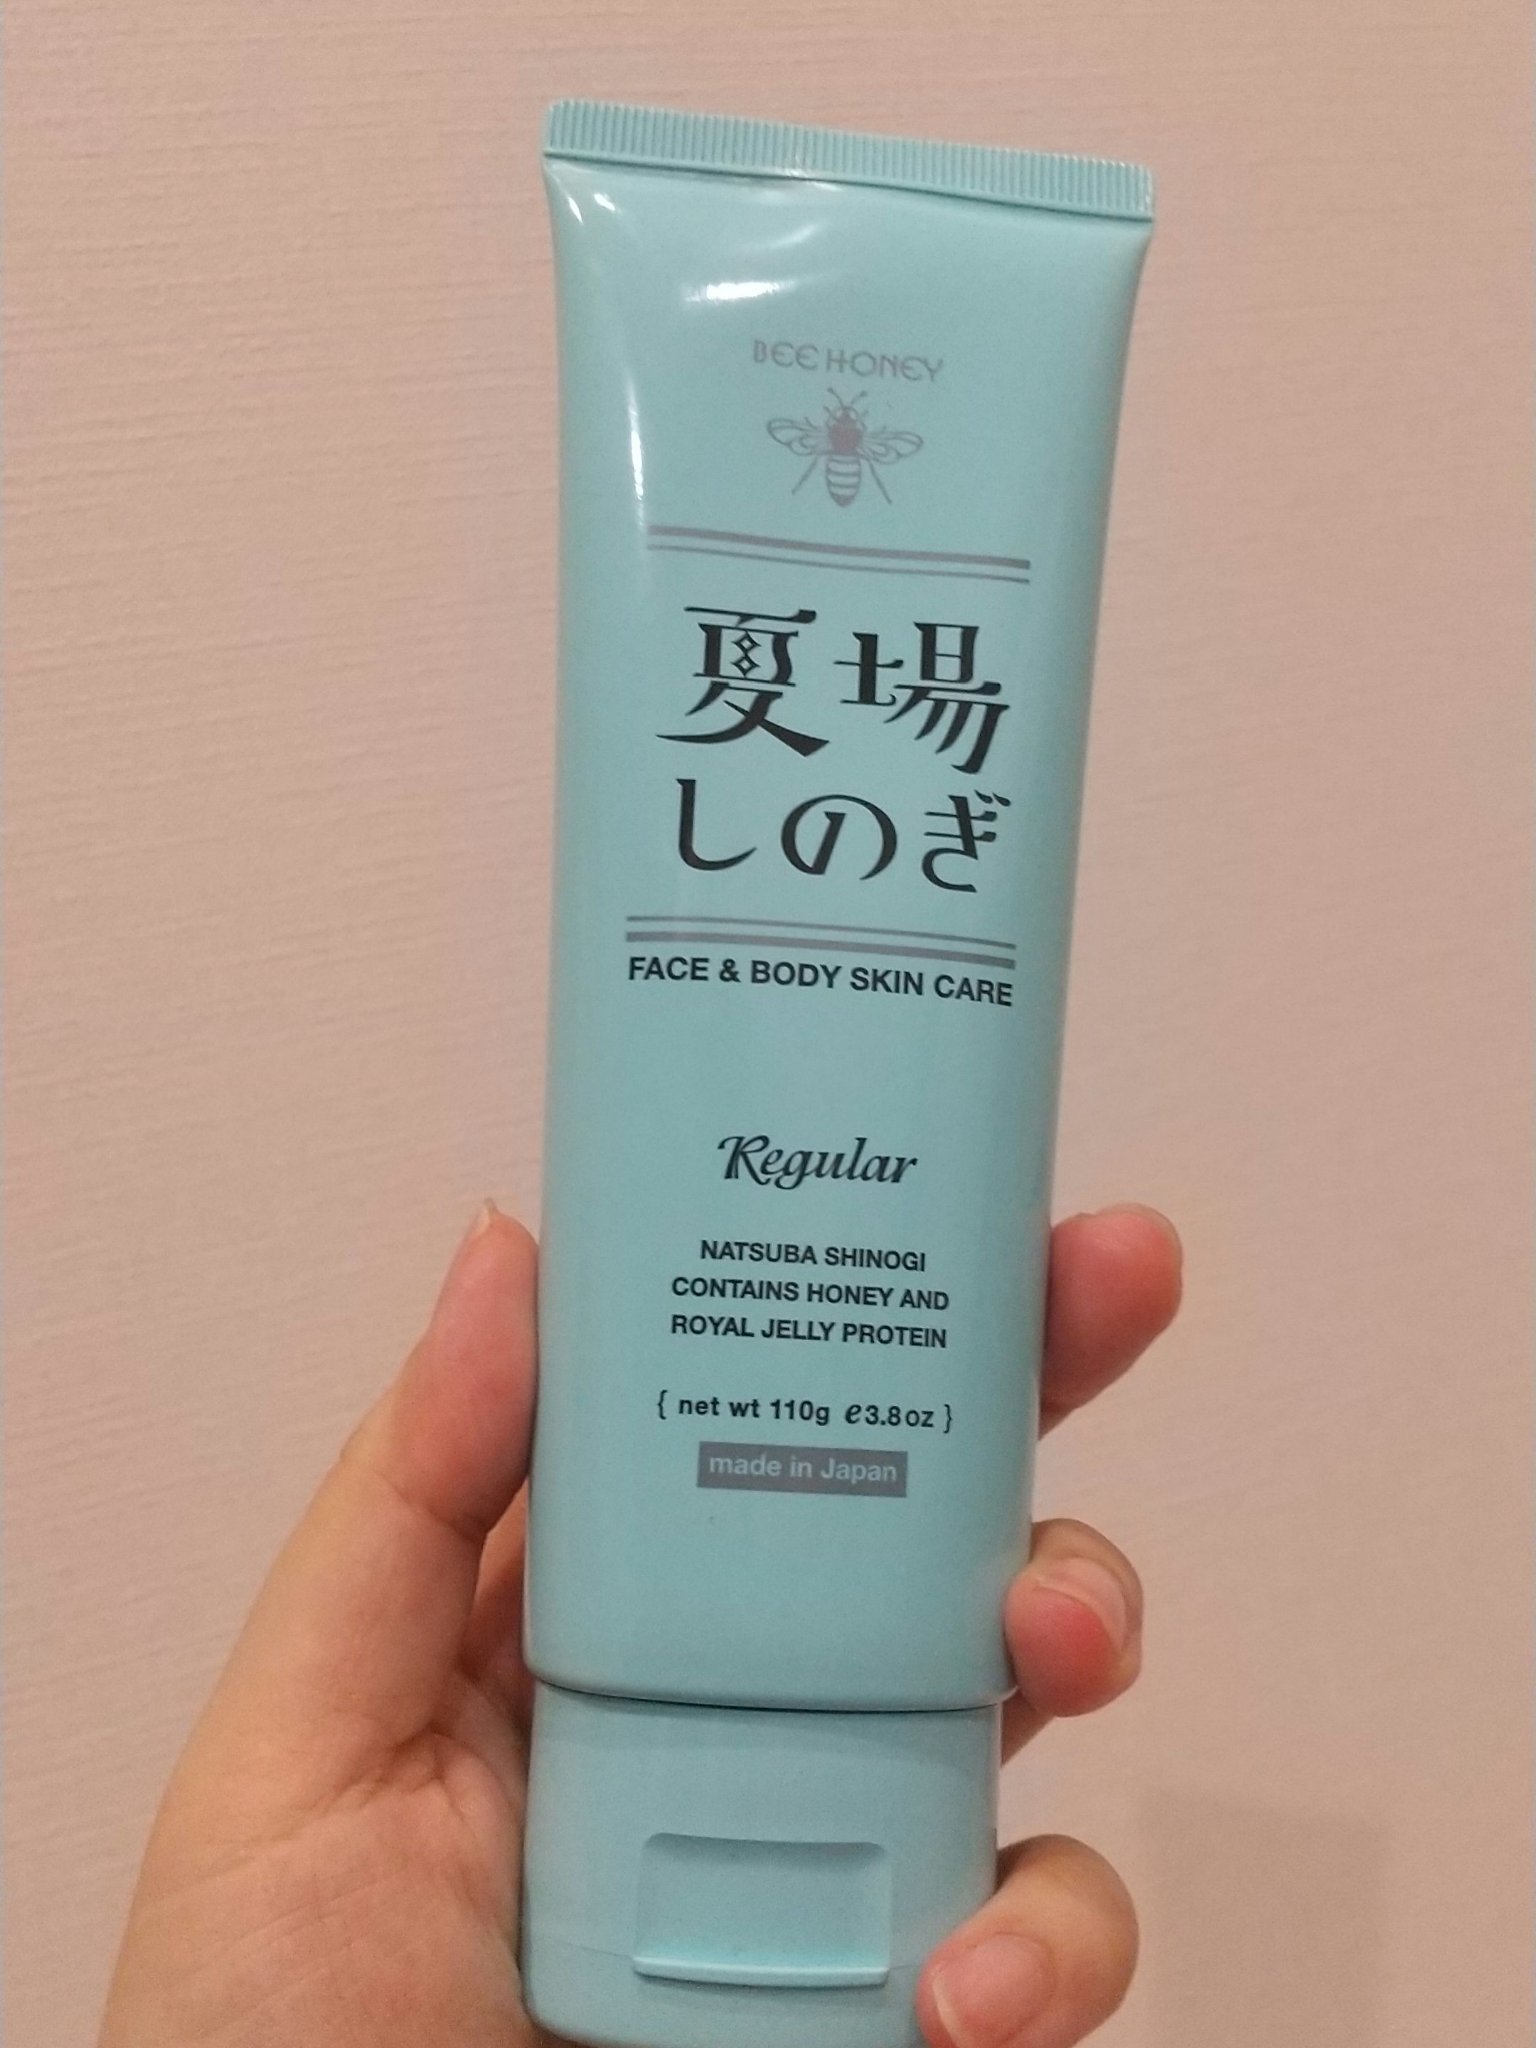 BEE HONEY
夏場
しのぎ
FACE & BODY SKIN CARE
Regular
NATSUBA SHINOGI
CONTAINS HONEY AND
ROYAL JELLY PROTEIN
{ net wt 110g ℮3.8oz }
made in Japan